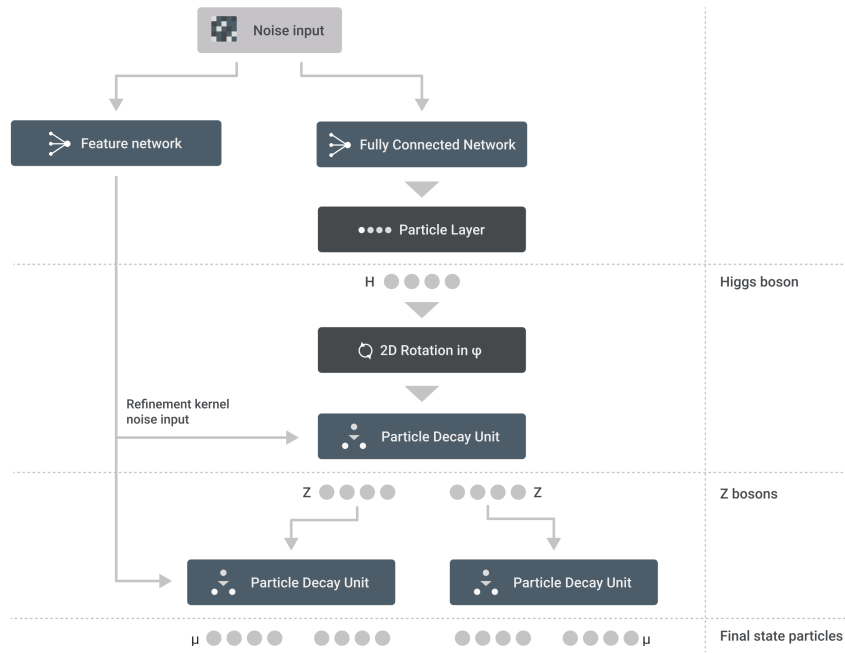 Noise input
Feature network
Fully Connected Network
Particle Layer
H
Higgs boson
2D Rotation in φ
Refinement kernel
noise input
Particle Decay Unit
Z Z
Z bosons
Particle Decay Unit
Particle Decay Unit
μ μ
Final state particles